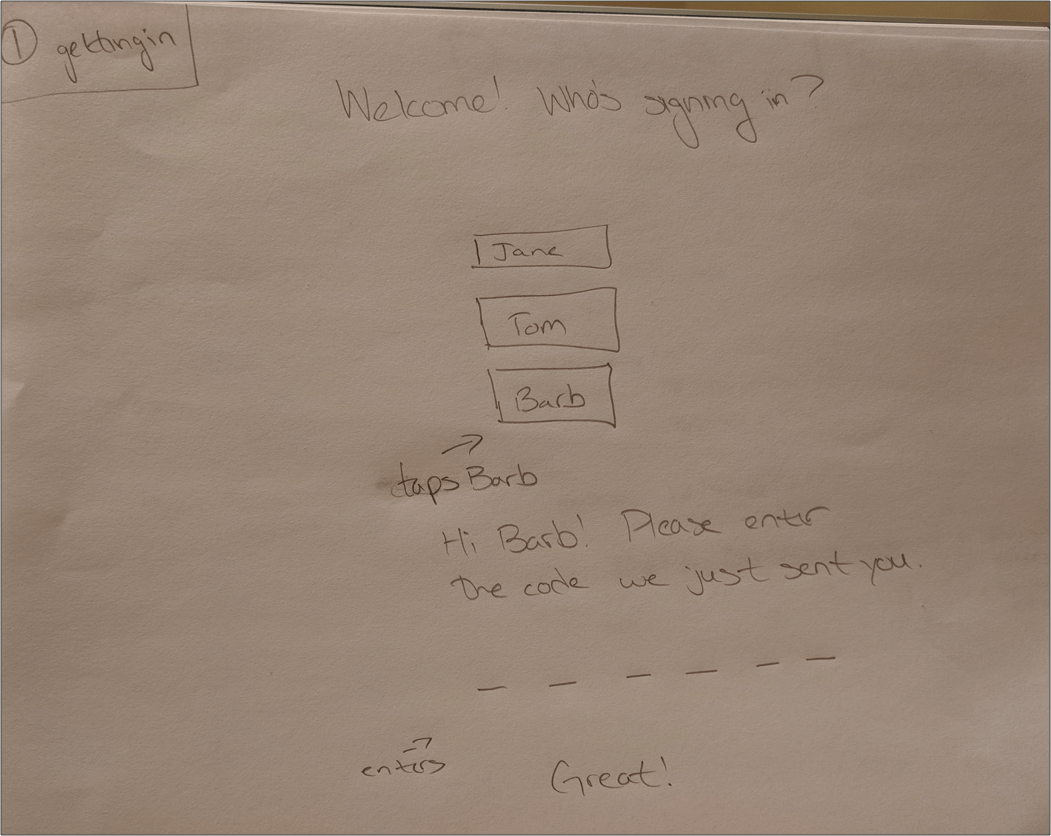 ① getting in
Welcome! Who's signing in?
Jane
Tom
Barb
→
taps Barb
Hi Barb! Please enter
the code we just sent you.
_ _ _ _ _ _
→
enters
Great!